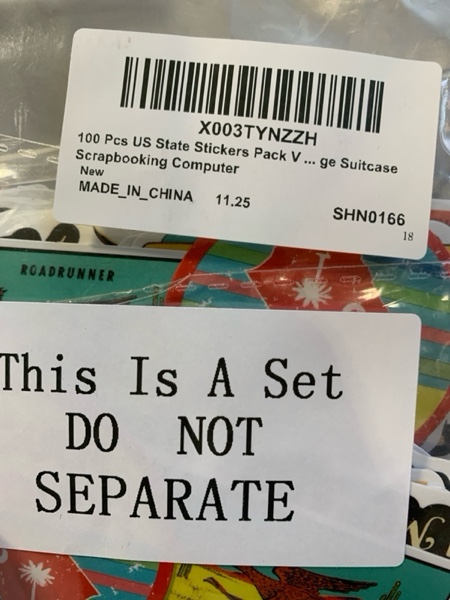 X003TYNZZH
100 Pcs US State Stickers Pack V ... ge Suitcase
Scrapbooking Computer
New
MADE_IN_CHINA 11.25
SHN0166
18
ROADRUNNER
This Is A Set
DO NOT
SEPARATE